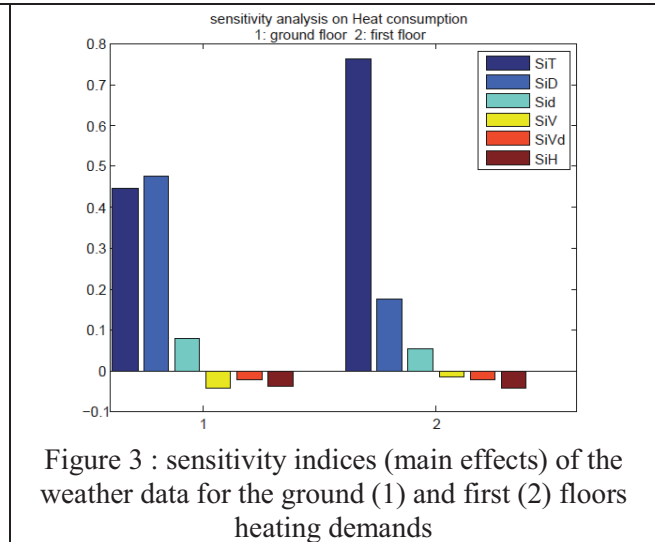 sensitivity analysis on Heat consumption
1: ground floor 2: first floor
0.8
0.7
0.6
0.5
0.4
0.3
0.2
0.1
0
−0.1
1
2
SiT
SiD
Sid
SiV
SiVd
SiH
Figure 3 : sensitivity indices (main effects) of the
weather data for the ground (1) and first (2) floors
heating demands